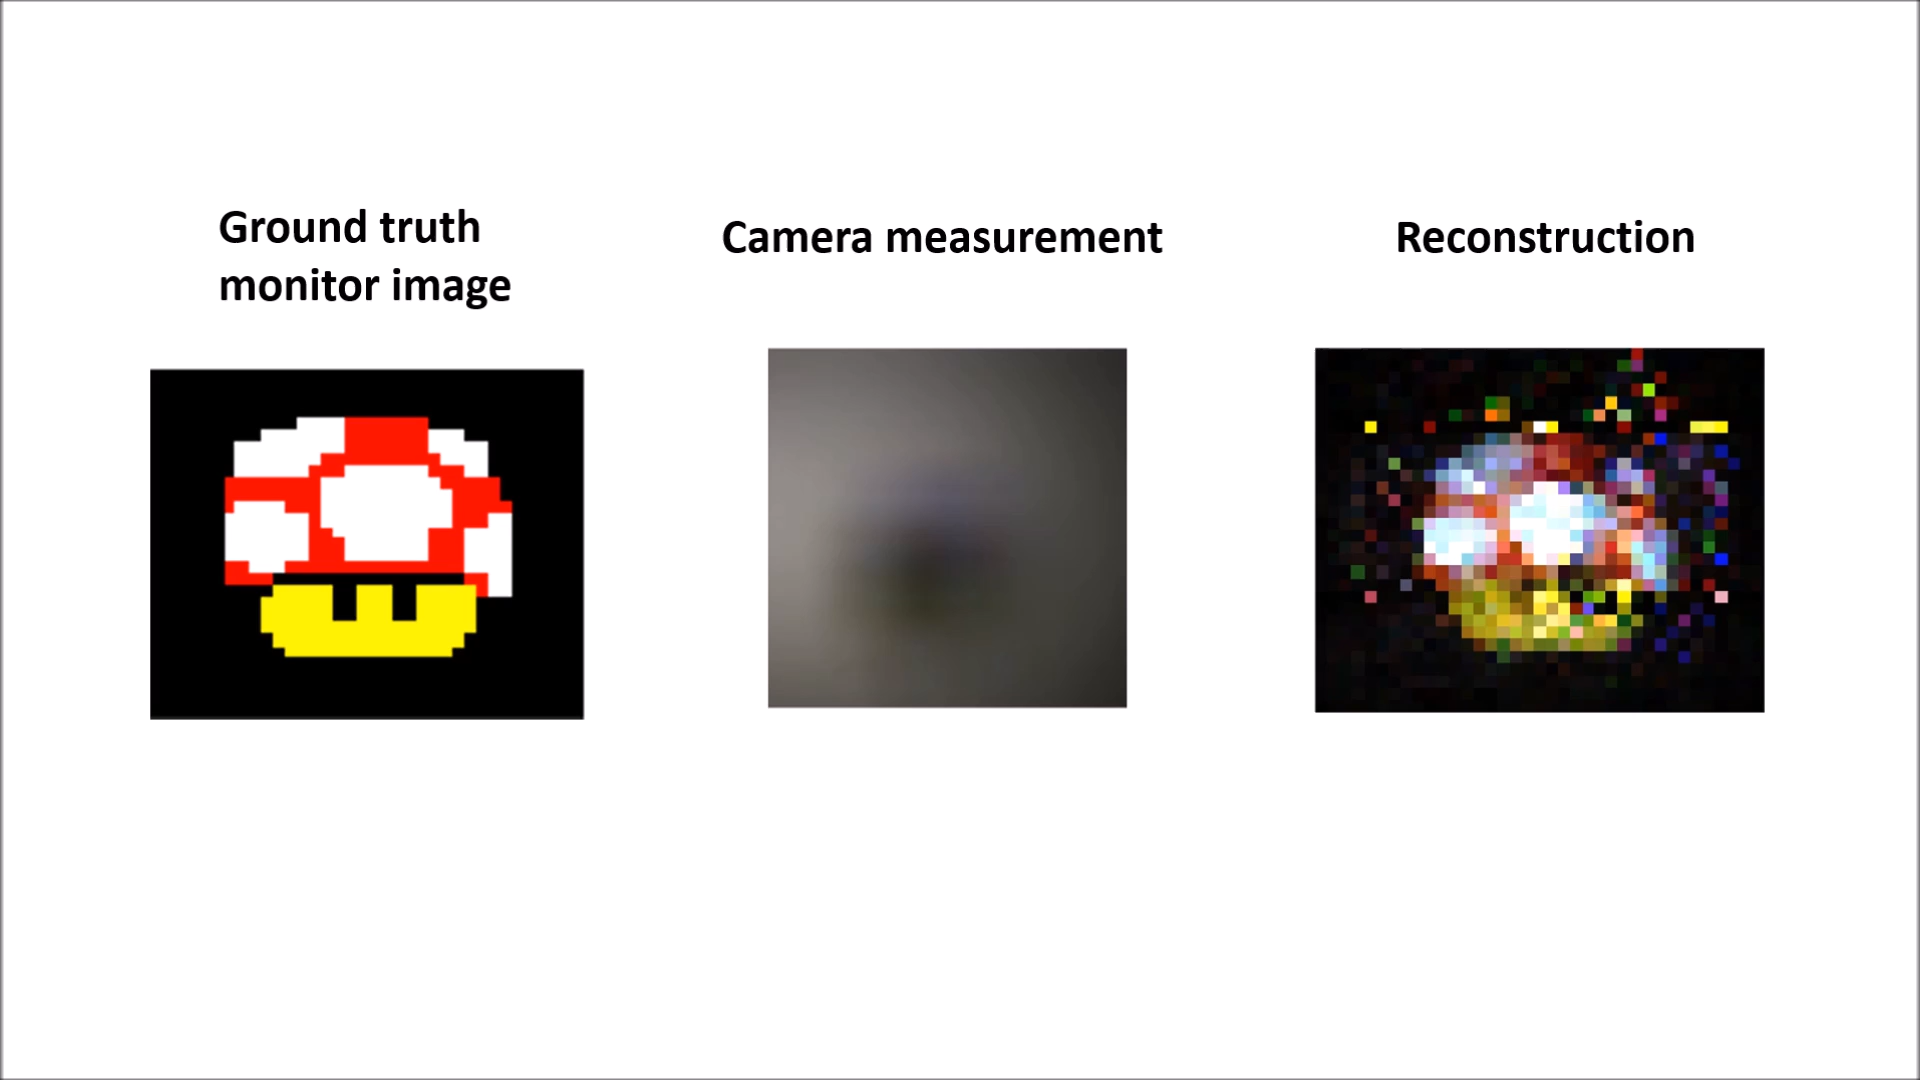 Ground truth
monitor image
Camera measurement
Reconstruction